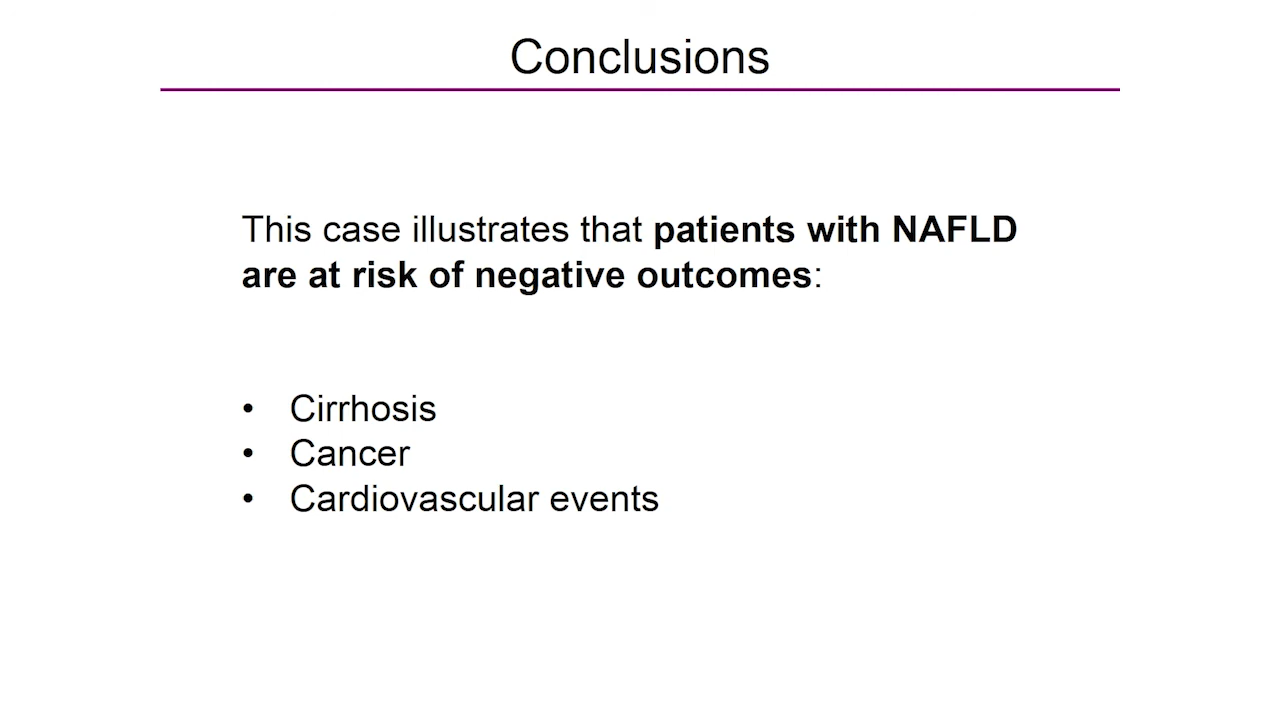 Conclusions
This case illustrates that patients with NAFLD
are at risk of negative outcomes:
• Cirrhosis
• Cancer
• Cardiovascular events